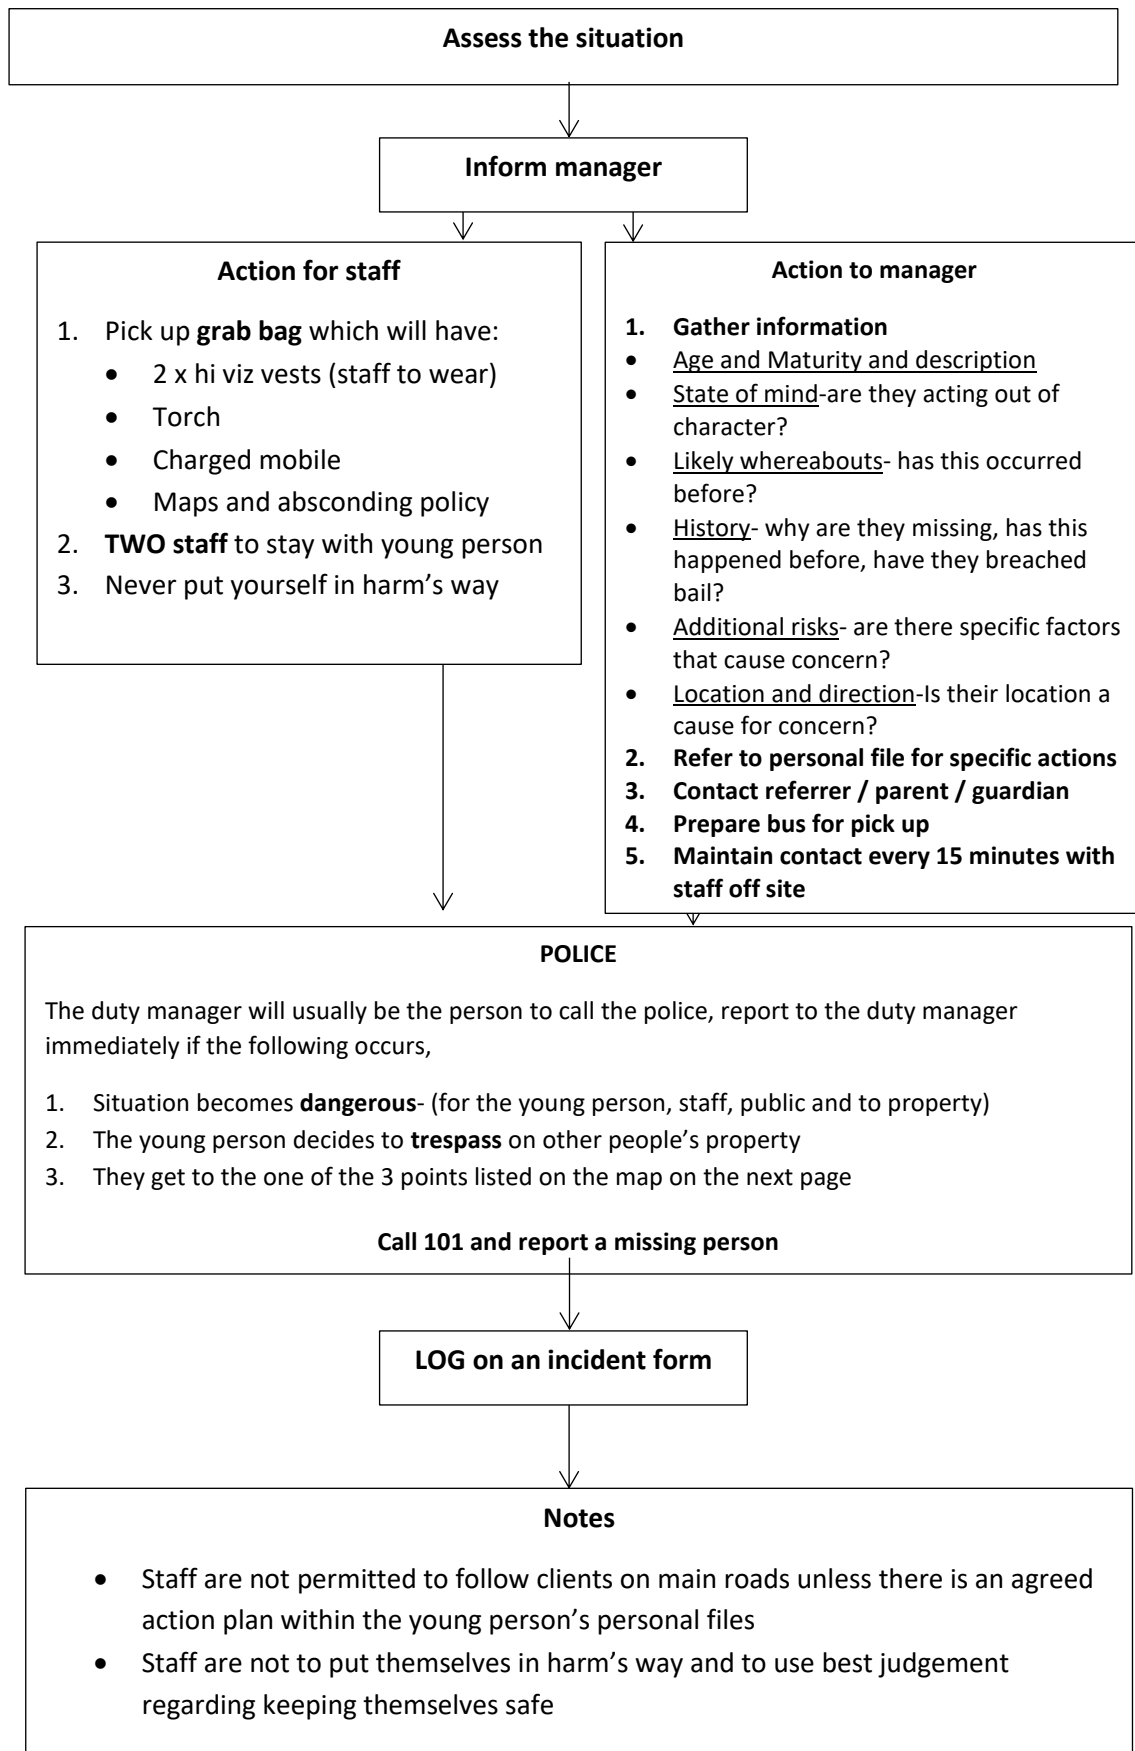 Assess the situation
Inform manager
Action for staff
1. Pick up grab bag which will have:
• 2 x hi viz vests (staff to wear)
• Torch
• Charged mobile
• Maps and absconding policy
2. TWO staff to stay with young person
3. Never put yourself in harm’s way
Action to manager
1. Gather information
• Age and Maturity and description
• State of mind-are they acting out of
character?
• Likely whereabouts- has this occurred
before?
• History- why are they missing, has this
happened before, have they breached
bail?
• Additional risks- are there specific factors
that cause concern?
• Location and direction-Is their location a
cause for concern?
2. Refer to personal file for specific actions
3. Contact referrer / parent / guardian
4. Prepare bus for pick up
5. Maintain contact every 15 minutes with
staff off site
POLICE
The duty manager will usually be the person to call the police, report to the duty manager
immediately if the following occurs,
1. Situation becomes dangerous- (for the young person, staff, public and to property)
2. The young person decides to trespass on other people’s property
3. They get to the one of the 3 points listed on the map on the next page
Call 101 and report a missing person
LOG on an incident form
Notes
• Staff are not permitted to follow clients on main roads unless there is an agreed
action plan within the young person’s personal files
• Staff are not to put themselves in harm’s way and to use best judgement
regarding keeping themselves safe